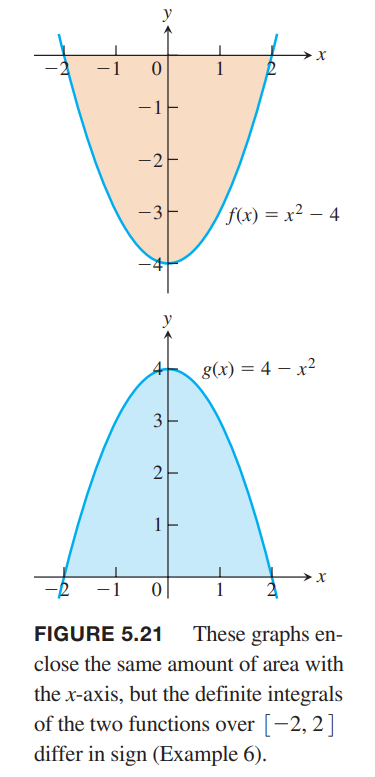 y
x
−2 −1 0 1 2
−1
−2
−3
f(x) = x² − 4
−4
y
4
g(x) = 4 − x²
3
2
1
x
−2 −1 0 1 2
FIGURE 5.21 These graphs en-
close the same amount of area with
the x-axis, but the definite integrals
of the two functions over [−2, 2]
differ in sign (Example 6).